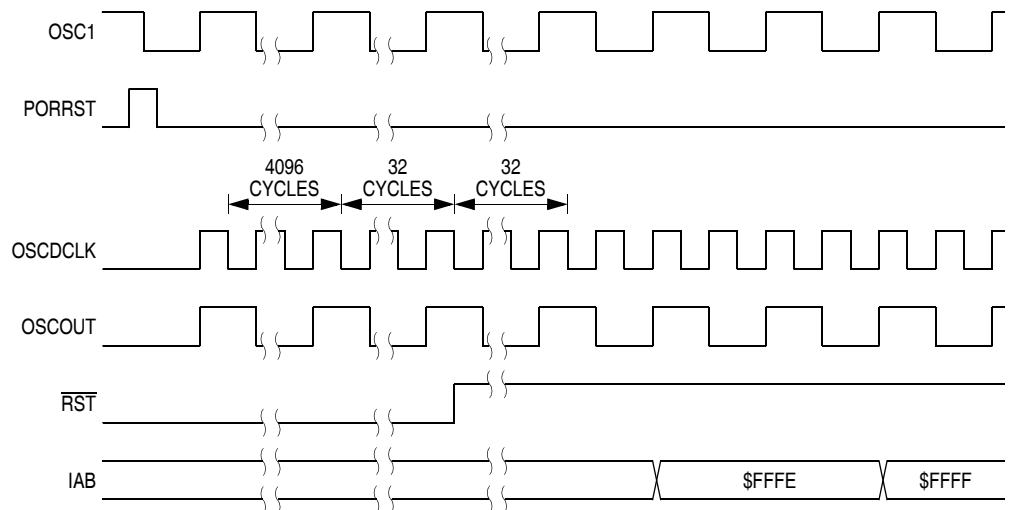 OSC1
PORRST
4096
CYCLES
32
CYCLES
32
CYCLES
OSCDCLK
OSCOUT
RST
IAB
$FFFE
$FFFF